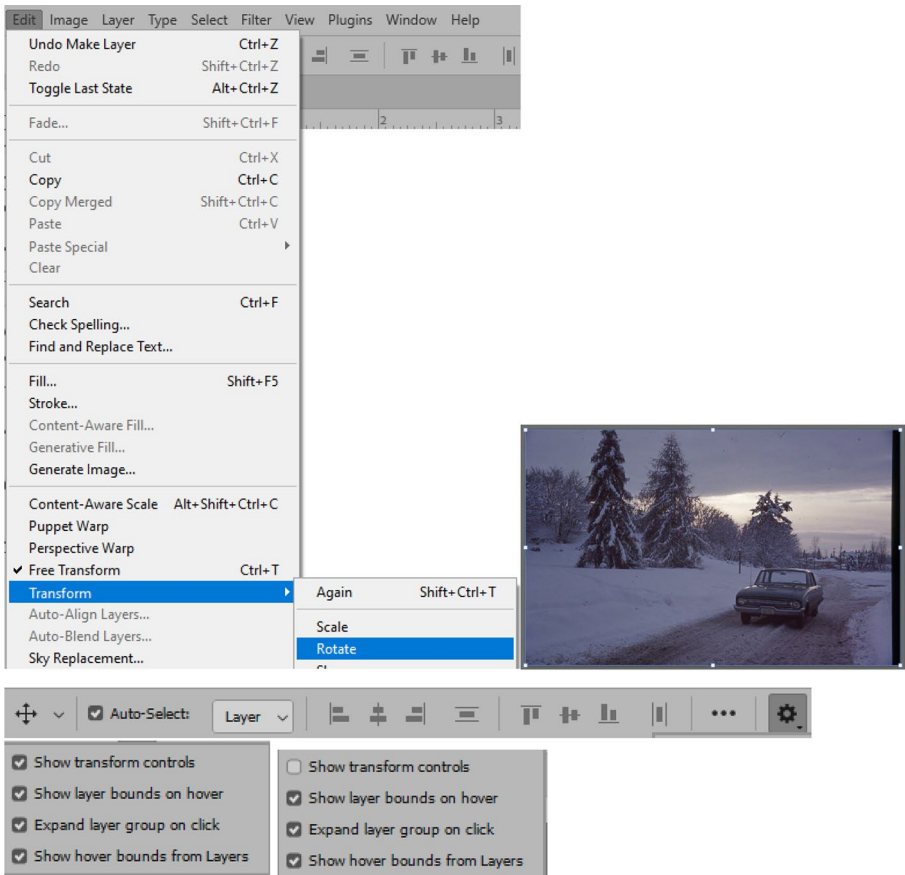 Edit Image Layer Type Select Filter View Plugins Window Help
Undo Make Layer Ctrl+Z
Redo Shift+Ctrl+Z
Toggle Last State Alt+Ctrl+Z
Fade... Shift+Ctrl+F
2 3
Cut Ctrl+X
Copy Ctrl+C
Copy Merged Shift+Ctrl+C
Paste Ctrl+V
Paste Special
Clear
Search Ctrl+F
Check Spelling...
Find and Replace Text...
Fill... Shift+F5
Stroke...
Content-Aware Fill...
Generative Fill...
Generate Image...
Content-Aware Scale Alt+Shift+Ctrl+C
Puppet Warp
Perspective Warp
Free Transform Ctrl+T
Transform
Auto-Align Layers...
Auto-Blend Layers...
Sky Replacement...
Again Shift+Ctrl+T
Scale
Rotate
Auto-Select: Layer
Show transform controls
Show layer bounds on hover
Expand layer group on click
Show hover bounds from Layers
Show transform controls
Show layer bounds on hover
Expand layer group on click
Show hover bounds from Layers